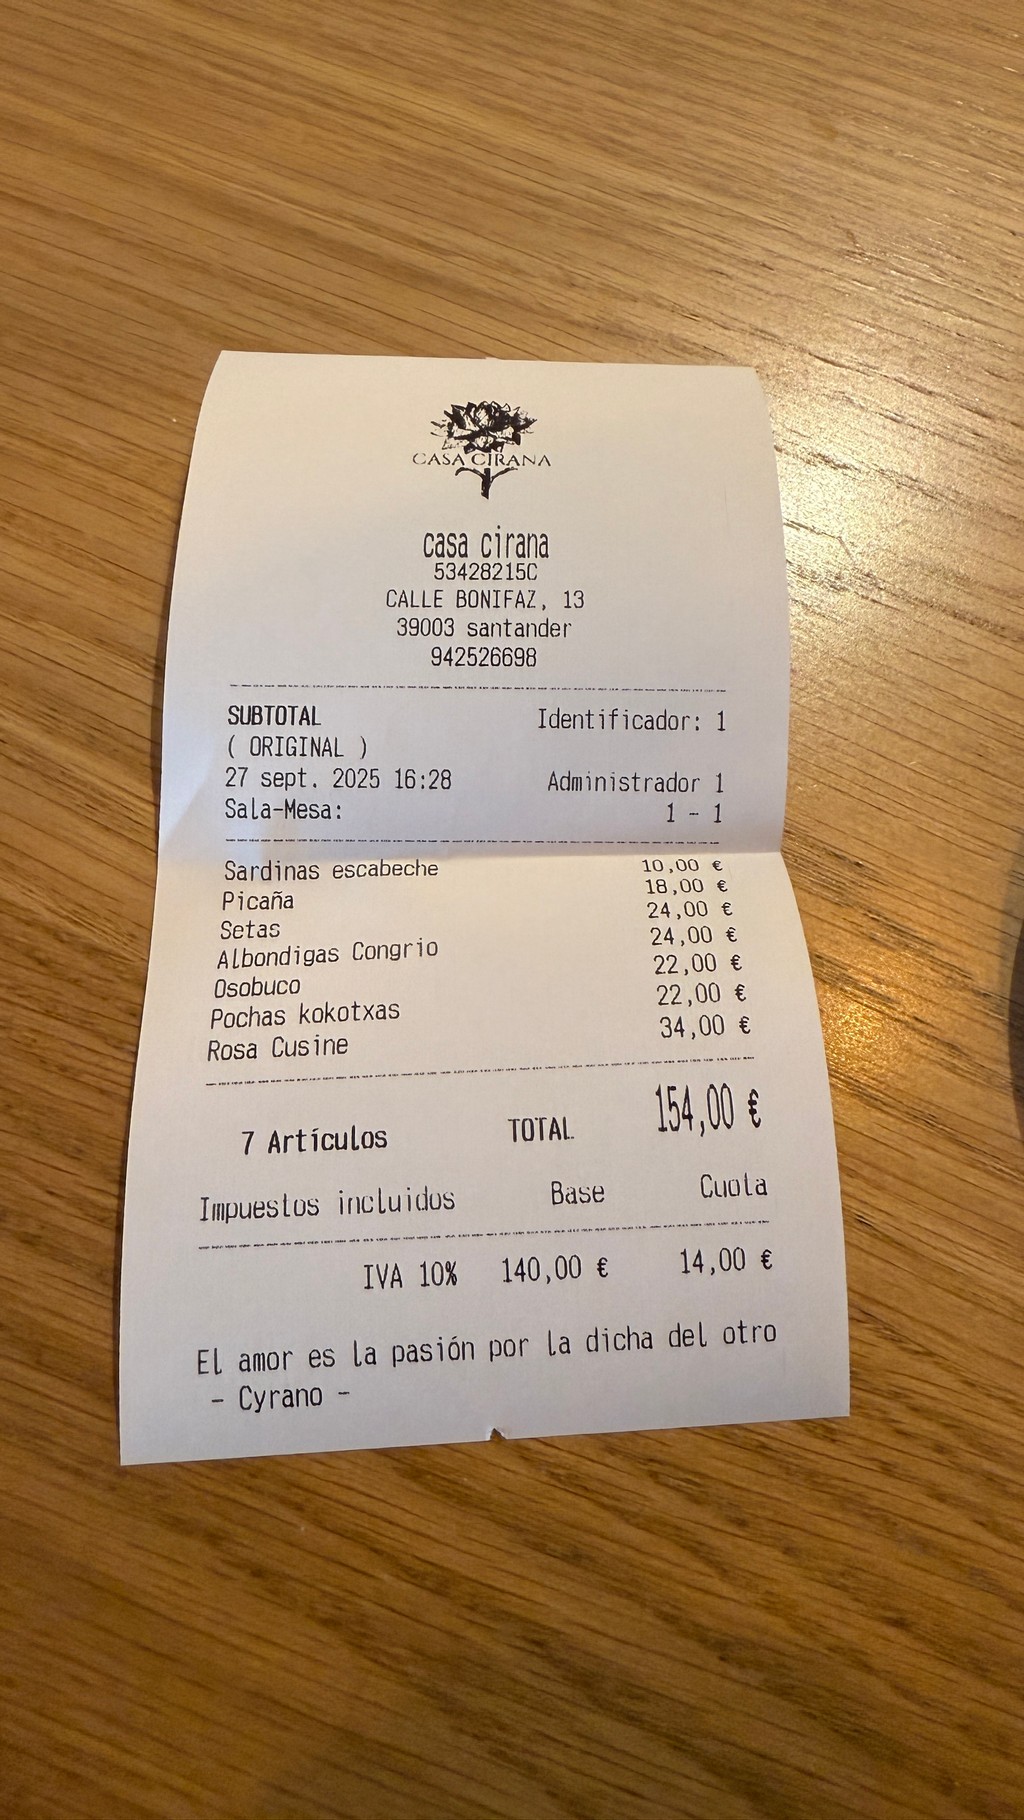 CASA CIRANA
casa cirana
53428215C
CALLE BONIFAZ, 13
39003 santander
942526698
SUBTOTAL Identificador: 1
( ORIGINAL )
27 sept. 2025 16:28 Administrador 1
Sala-Mesa: 1 - 1
Sardinas escabeche 10,00 €
Picaña 18,00 €
Setas 24,00 €
Albondigas Congrio 24,00 €
Osobuco 22,00 €
Pochas kokotxas 22,00 €
Rosa Cusine 34,00 €
7 Artículos TOTAL 154,00 €
Impuestos incluidos Base Cuota
IVA 10% 140,00 € 14,00 €
El amor es la pasión por la dicha del otro
- Cyrano -